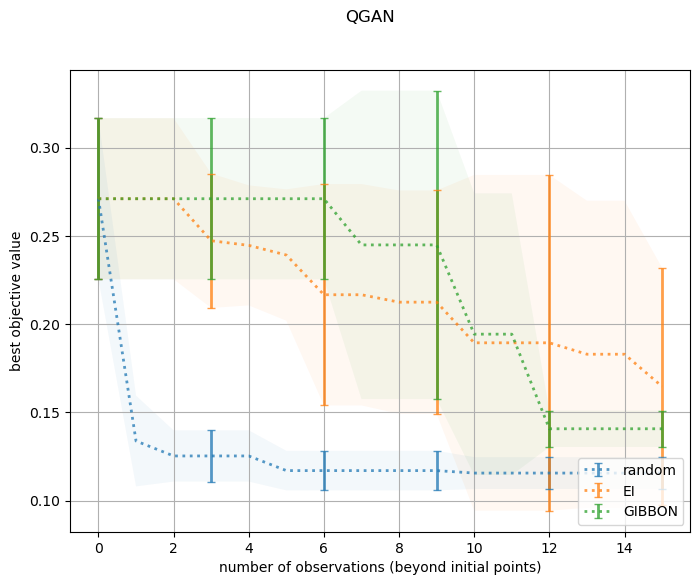 QGAN
best objective value
0.30
0.25
0.20
0.15
0.10
0 2 4 6 8 10 12 14
number of observations (beyond initial points)
random
EI
GIBBON